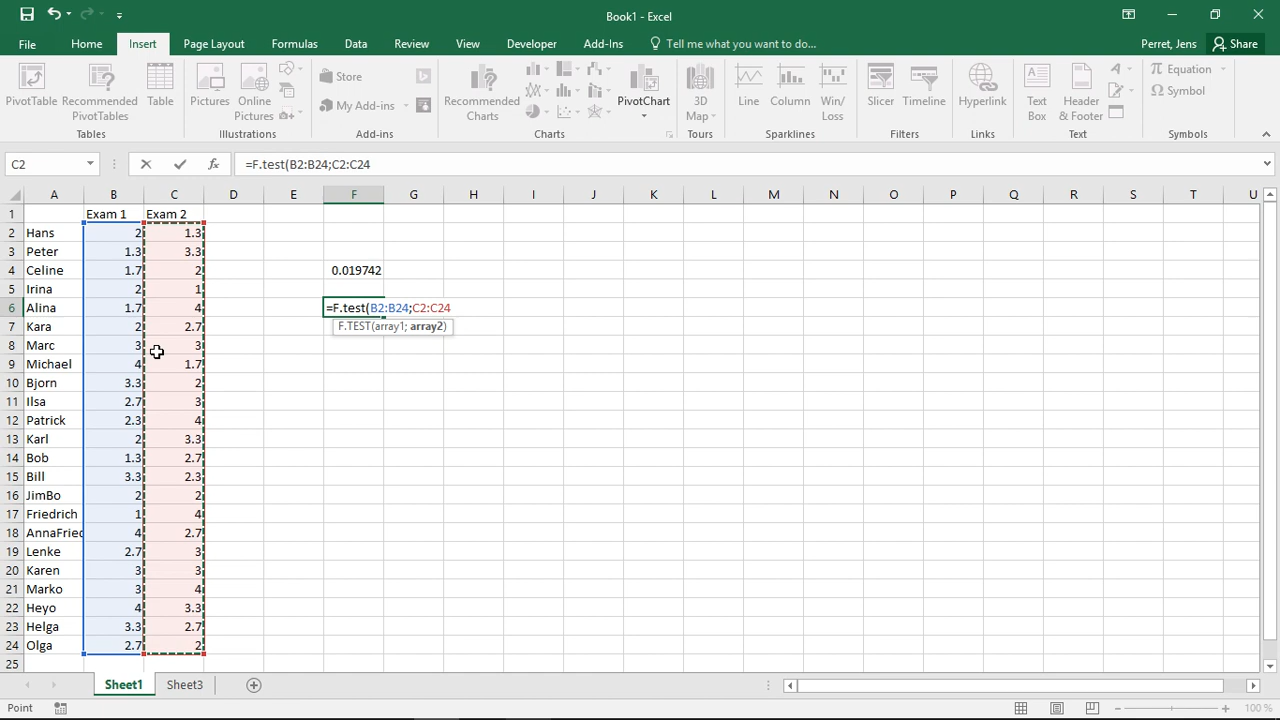 Book1 - Excel
File Home Insert Page Layout Formulas Data Review View Developer Add-Ins Tell me what you want to do... Perret, Jens Share
PivotTable Recommended PivotTables Table Pictures Online Pictures Store My Add-ins Recommended Charts PivotChart 3D Map Line Column Win/Loss Slicer Timeline Hyperlink Text Box Header & Footer Equation Symbol
Tables Illustrations Add-ins Charts Tours Sparklines Filters Links Text Symbols
C2 fx =F.test(B2:B24;C2:C24
A B C D E F G H I J K L M N O P Q R S T U
1 Exam 1 Exam 2
2 Hans 2 1.3
3 Peter 1.3 3.3
4 Celine 1.7 2 0.019742
5 Irina 2 1
6 Alina 1.7 4 =F.test(B2:B24;C2:C24
7 Kara 2 2.7 F.TEST(array1; array2)
8 Marc 3 3
9 Michael 4 1.7
10 Bjorn 3.3 2
11 Ilsa 2.7 3
12 Patrick 2.3 4
13 Karl 2 3.3
14 Bob 1.3 2.7
15 Bill 3.3 2.3
16 JimBo 2 2
17 Friedrich 1 4
18 AnnaFried 4 2.7
19 Lenke 2.7 3
20 Karen 3 3
21 Marko 3 4
22 Heyo 4 3.3
23 Helga 3.3 2.7
24 Olga 2.7 2
25
Sheet1 Sheet3
Point 100 %